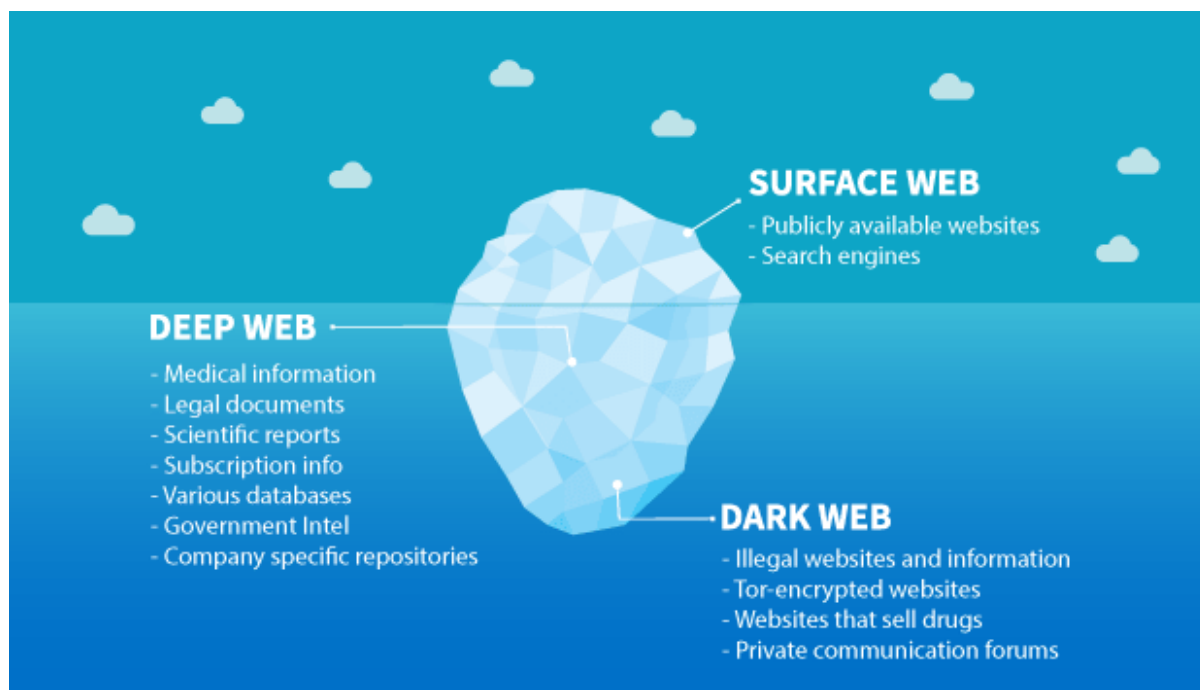 SURFACE WEB
- Publicly available websites
- Search engines
DEEP WEB
- Medical information
- Legal documents
- Scientific reports
- Subscription info
- Various databases
- Government Intel
- Company specific repositories
DARK WEB
- Illegal websites and information
- Tor-encrypted websites
- Websites that sell drugs
- Private communication forums